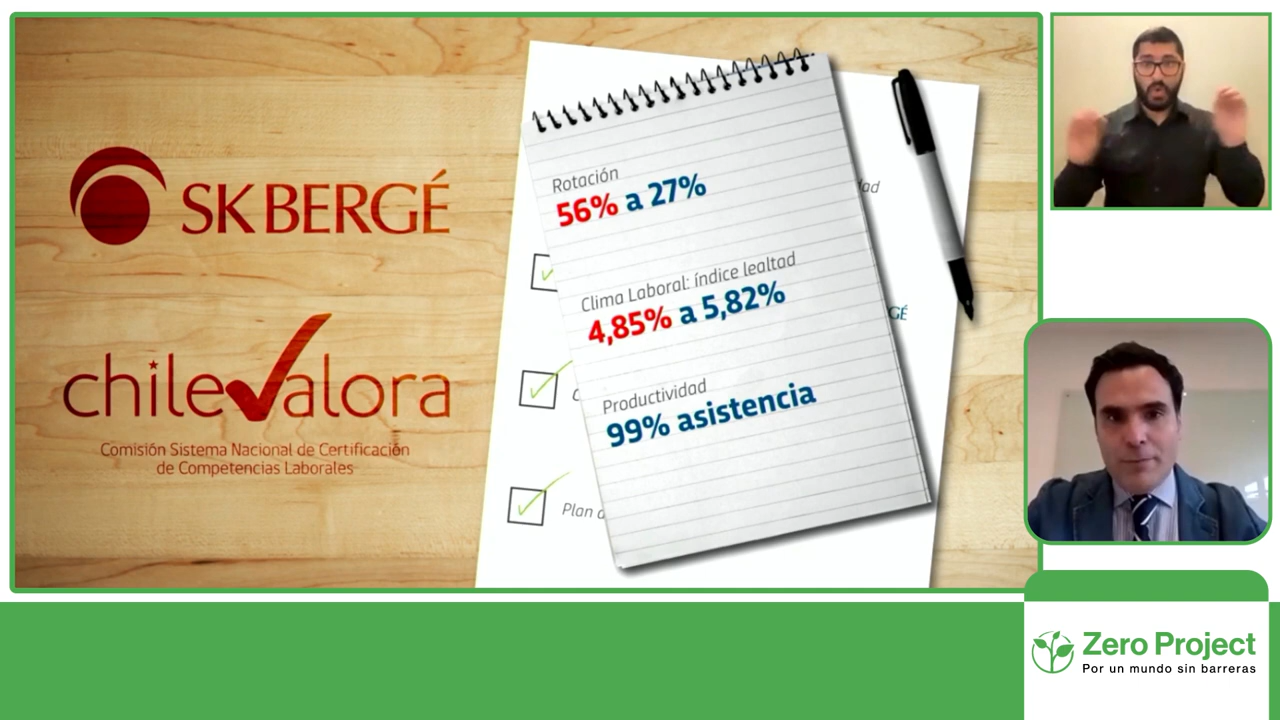 SK BERGÉ
chilevalora
Comisión Sistema Nacional de Certificación
de Competencias Laborales
Rotación
56% a 27%
Clima Laboral: índice lealtad
4,85% a 5,82%
Productividad
99% asistencia
Plan
Zero Project
Por un mundo sin barreras